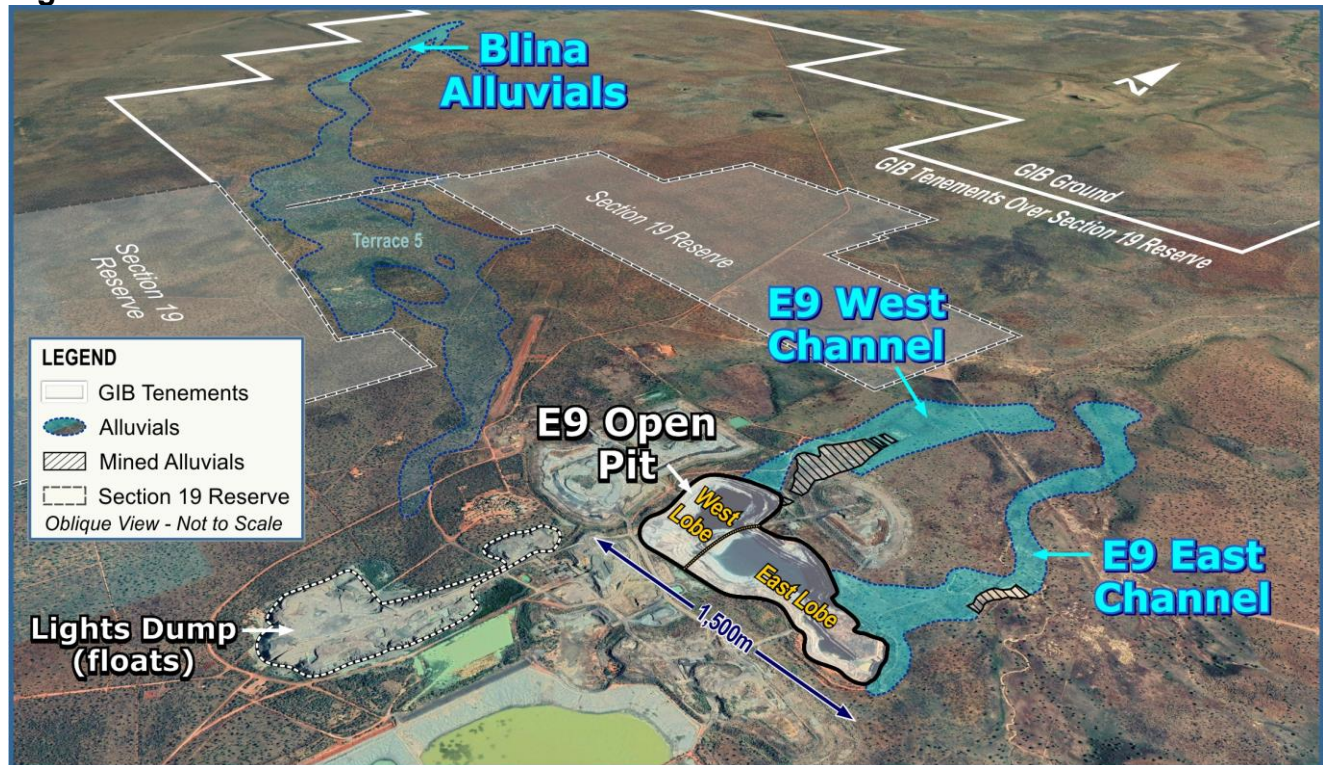 Blina
Alluvials
N
GIB Ground
GIB Tenements Over Section 19 Reserve
Section 19 Reserve
Section 19
Reserve
Terrace 5
E9 West
Channel
LEGEND
GIB Tenements
Alluvials
Mined Alluvials
Section 19 Reserve
Oblique View - Not to Scale
E9 Open
Pit
West
Lobe
East Lobe
E9 East
Channel
1,500m
Lights Dump
(floats)